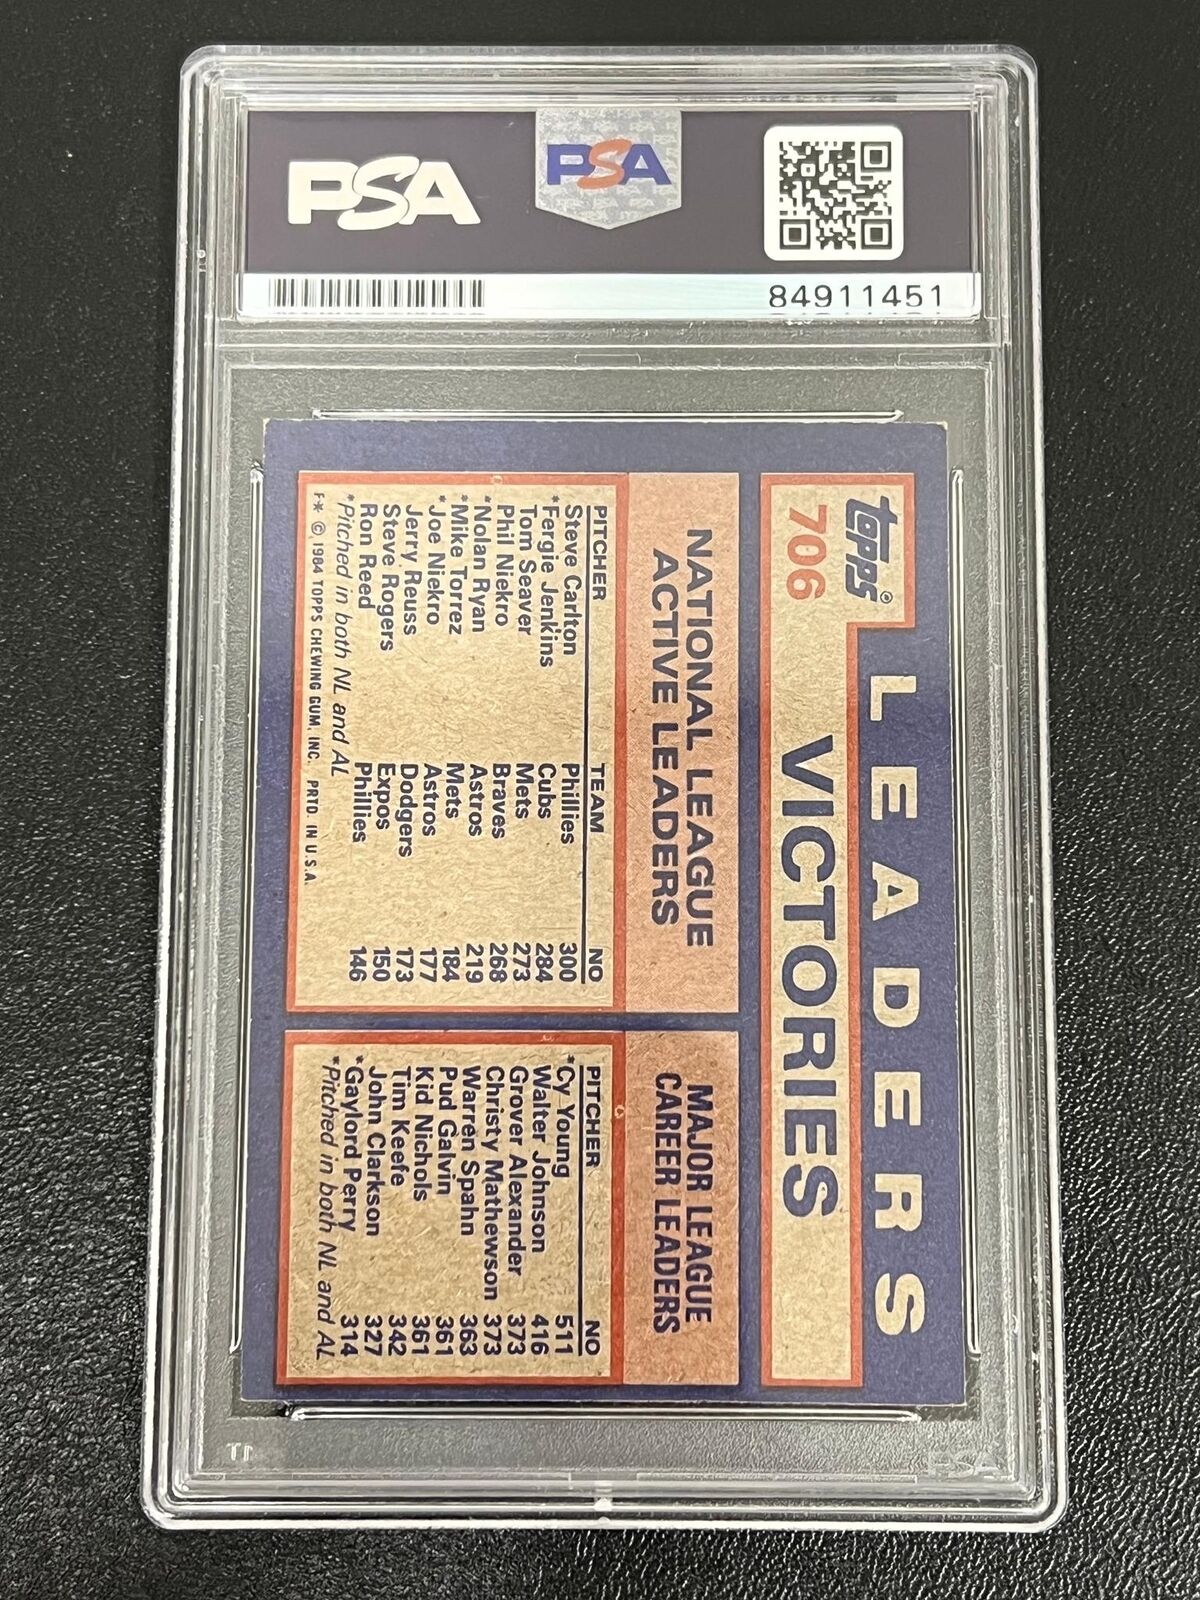 PSA
PSA
84911451
Topps®
706
LEADERS
VICTORIES
NATIONAL LEAGUE
ACTIVE LEADERS
PITCHER TEAM NO
Steve Carlton Phillies 300
*Fergie Jenkins Cubs 284
Tom Seaver Mets 273
Phil Niekro Braves 268
*Nolan Ryan Astros 219
*Mike Torrez Mets 184
*Joe Niekro Astros 177
Jerry Reuss Dodgers 173
Steve Rogers Expos 150
Ron Reed Phillies 146
*Pitched in both NL and AL
F* © 1984 TOPPS CHEWING GUM, INC. PRTD. IN U.S.A.
MAJOR LEAGUE
CAREER LEADERS
PITCHER NO
*Cy Young 511
Walter Johnson 416
Grover Alexander 373
Christy Mathewson 373
Warren Spahn 363
Pud Galvin 361
Kid Nichols 361
Tim Keefe 342
John Clarkson 327
*Gaylord Perry 314
*Pitched in both NL and AL